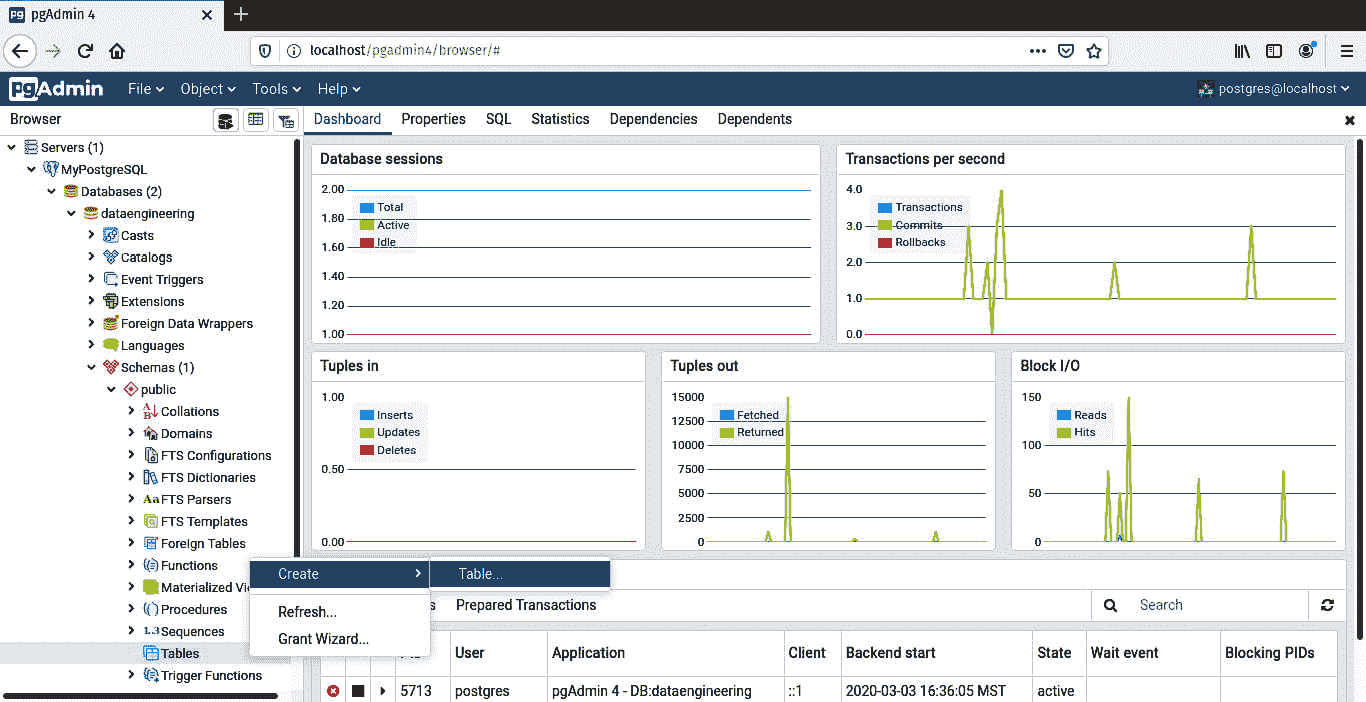 pgAdmin 4
localhost/pgadmin4/browser/#
pgAdmin File Object Tools Help postgres@localhost
Browser Dashboard Properties SQL Statistics Dependencies Dependents
Servers (1)
MyPostgreSQL
Databases (2)
dataengineering
Casts
Catalogs
Event Triggers
Extensions
Foreign Data Wrappers
Languages
Schemas (1)
public
Collations
Domains
FTS Configurations
FTS Dictionaries
Aa FTS Parsers
FTS Templates
Foreign Tables
Functions
Materialized Vi
Procedures
1..3 Sequences
Tables
Trigger Functions
Create
Refresh...
Grant Wizard...
Table...
Database sessions
2.00
1.80
1.60
1.40
1.20
1.00
Total
Active
Idle
Transactions per second
4.0
3.0
2.0
1.0
0.0
Transactions
Commits
Rollbacks
Tuples in
1.00
0.50
0.00
Inserts
Updates
Deletes
Tuples out
15000
12500
10000
7500
5000
2500
0
Fetched
Returned
Block I/O
150
100
50
0
Reads
Hits
s Prepared Transactions Search
User Application Client Backend start State Wait event Blocking PIDs
5713 postgres pgAdmin 4 - DB:dataengineering ::1 2020-03-03 16:36:05 MST active